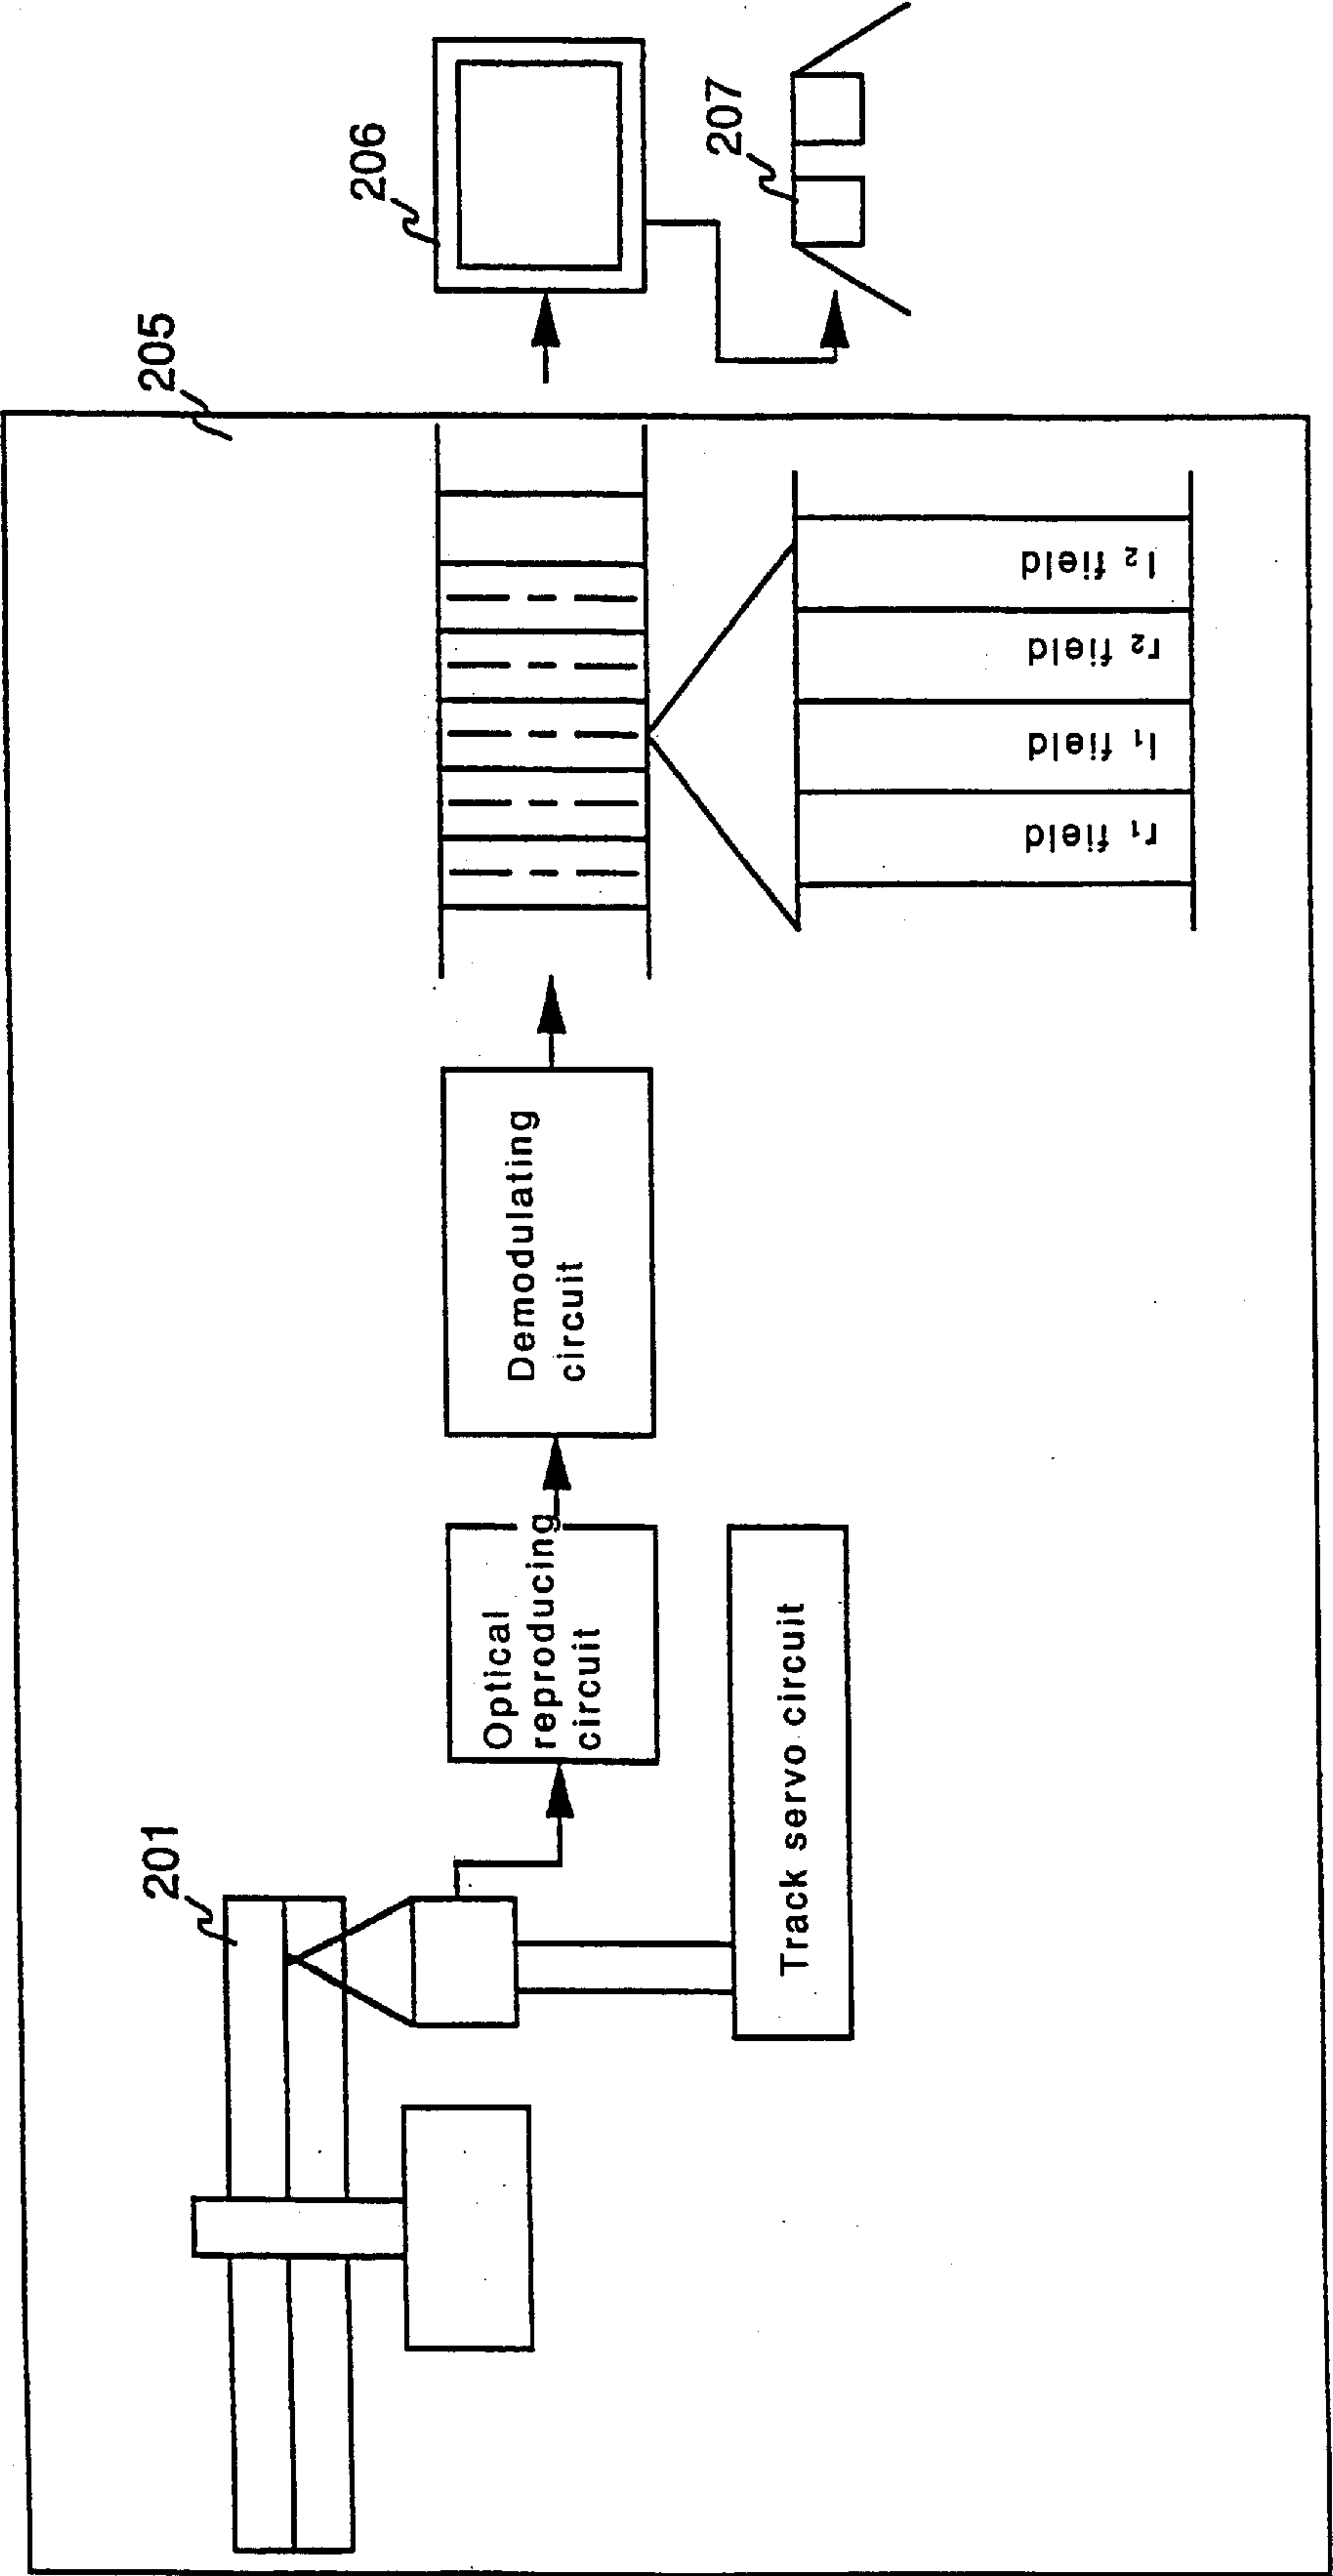 201
205
206
207
Optical
reproducing
circuit
Demodulating
circuit
Track servo circuit
r₁ field
l₁ field
r₂ field
l₂ field